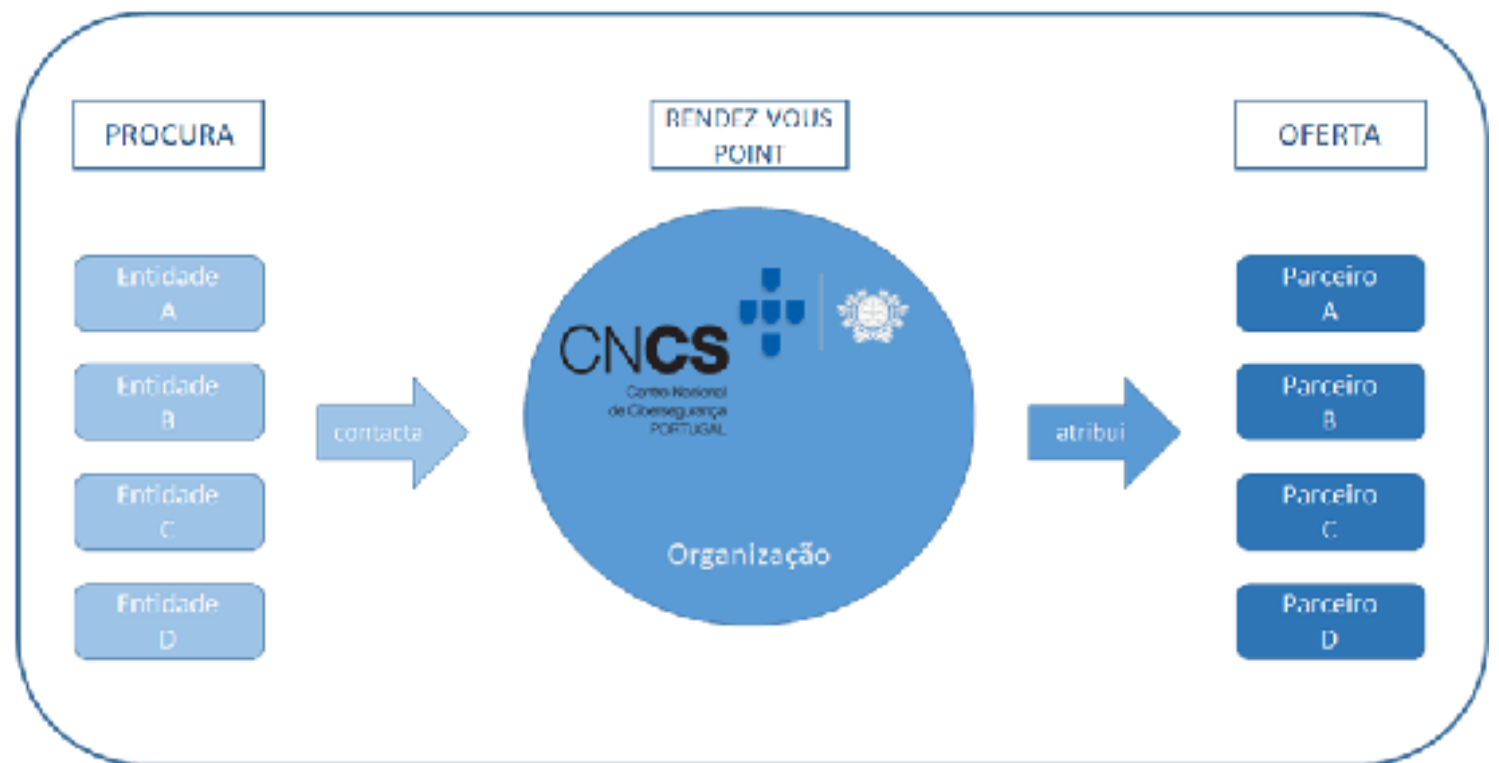 PROCURA
RENDEZ VOUS
POINT
OFERTA
Entidade
A
Entidade
B
Entidade
C
Entidade
D
contacta
CNCS
Centro Nacional
de Cibersegurança
PORTUGAL
Organização
atribui
Parceiro
A
Parceiro
B
Parceiro
C
Parceiro
D